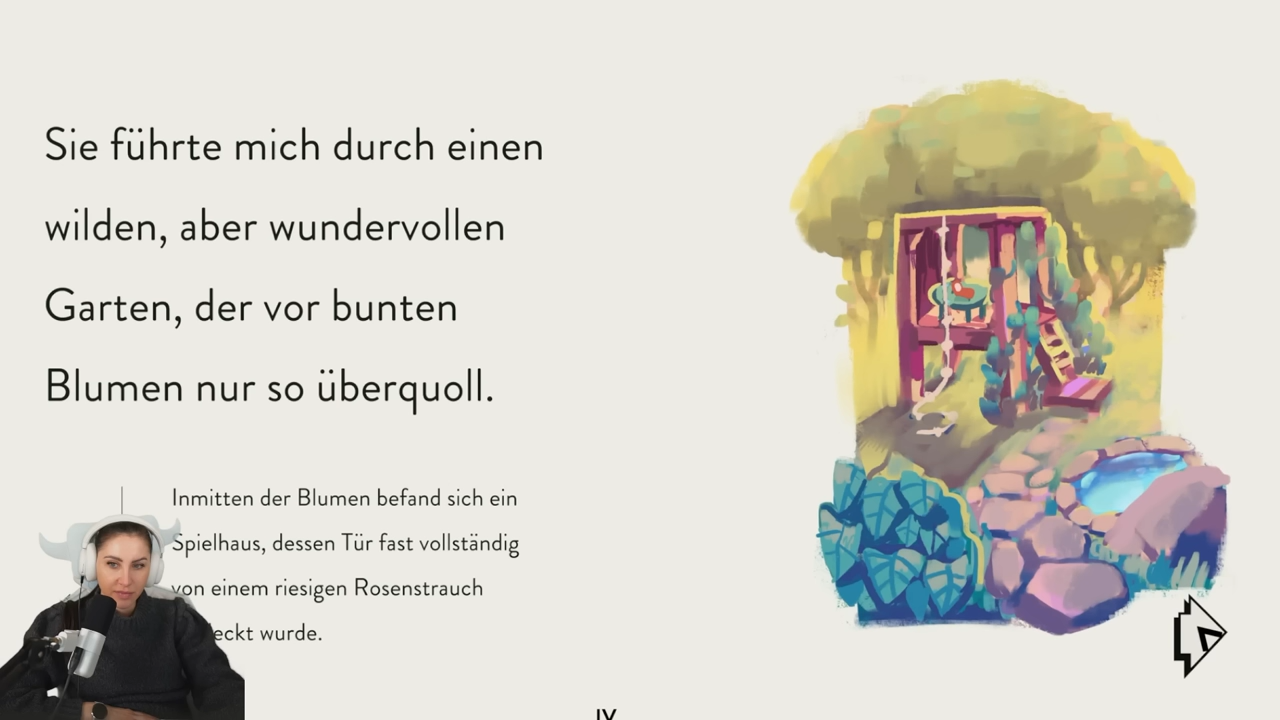 Sie führte mich durch einen
wilden, aber wundervollen
Garten, der vor bunten
Blumen nur so überquoll.
Inmitten der Blumen befand sich ein
Spielhaus, dessen Tür fast vollständig
von einem riesigen Rosenstrauch
wurde.